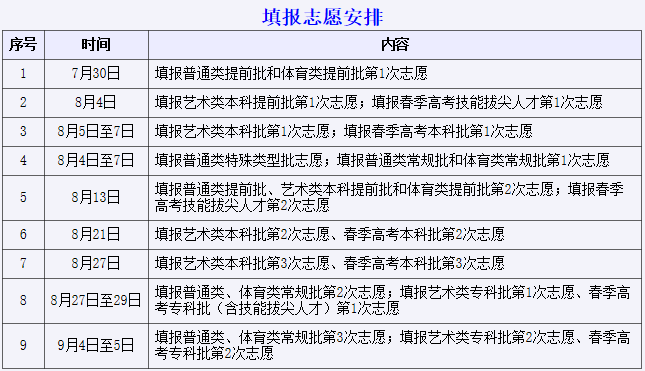 填报志愿安排
序号 时间 内容
1 7月30日 填报普通类提前批和体育类提前批第1次志愿
2 8月4日 填报艺术类本科提前批第1次志愿；填报春季高考技能拔尖人才第1次志愿
3 8月5日至7日 填报艺术类本科批第1次志愿；填报春季高考本科批第1次志愿
4 8月4日至7日 填报普通类特殊类型批志愿；填报普通类常规批和体育类常规批第1次志愿
5 8月13日 填报普通类提前批、艺术类本科提前批和体育类提前批第2次志愿；填报春季
高考技能拔尖人才第2次志愿
6 8月21日 填报艺术类本科批第2次志愿、春季高考本科批第2次志愿
7 8月27日 填报艺术类本科批第3次志愿、春季高考本科批第3次志愿
8 8月27日至29日 填报普通类、体育类常规批第2次志愿；填报艺术类专科批第1次志愿、春季高
考专科批（含技能拔尖人才）第1次志愿
9 9月4日至5日 填报普通类、体育类常规批第3次志愿；填报艺术类专科批第2次志愿、春季高
考专科批第2次志愿